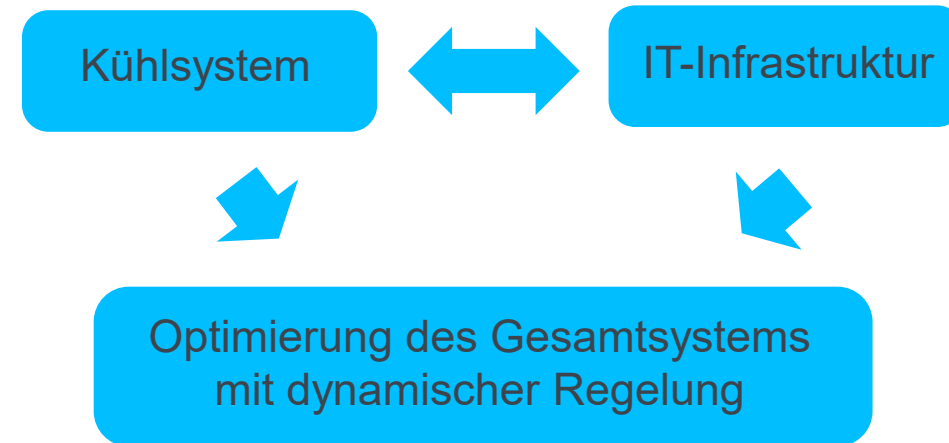 Kühlsystem
IT-Infrastruktur
Optimierung des Gesamtsystems
mit dynamischer Regelung